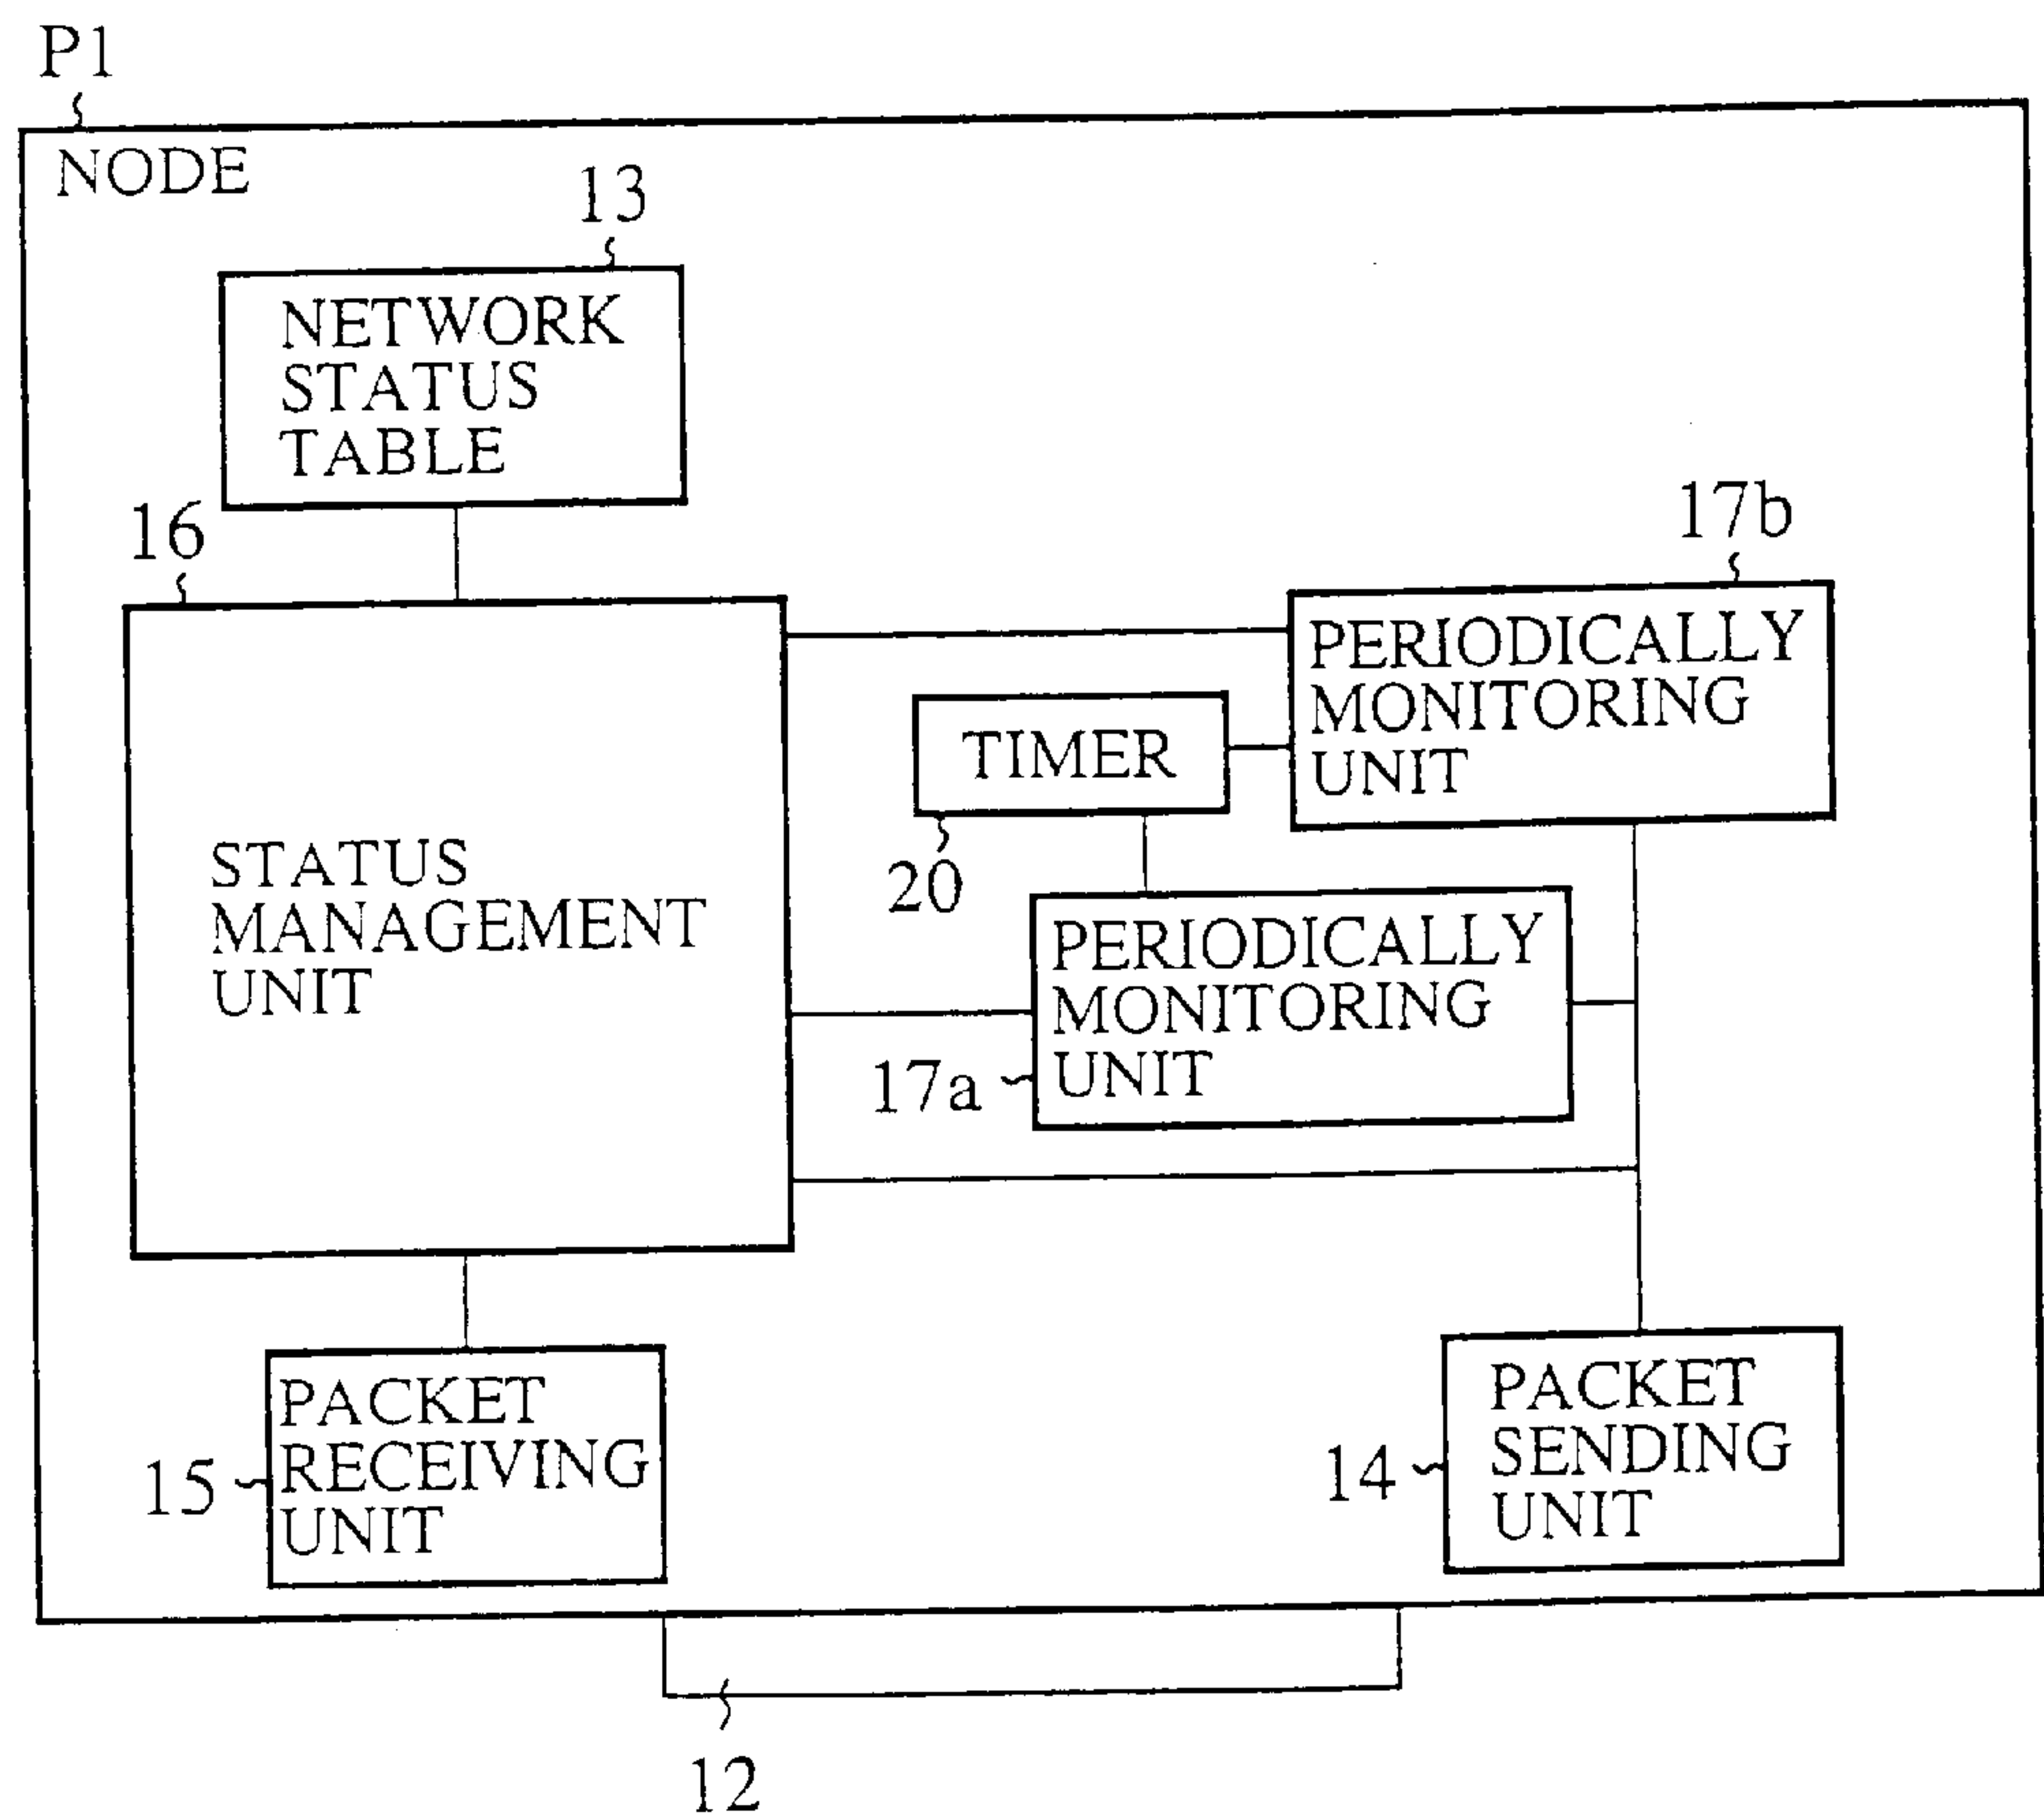 P1
NODE
13
NETWORK
STATUS
TABLE
16
17b
PERIODICALLY
MONITORING
UNIT
TIMER
20
STATUS
MANAGEMENT
UNIT
PERIODICALLY
MONITORING
UNIT
17a
PACKET
RECEIVING
UNIT
15
PACKET
SENDING
UNIT
14
12